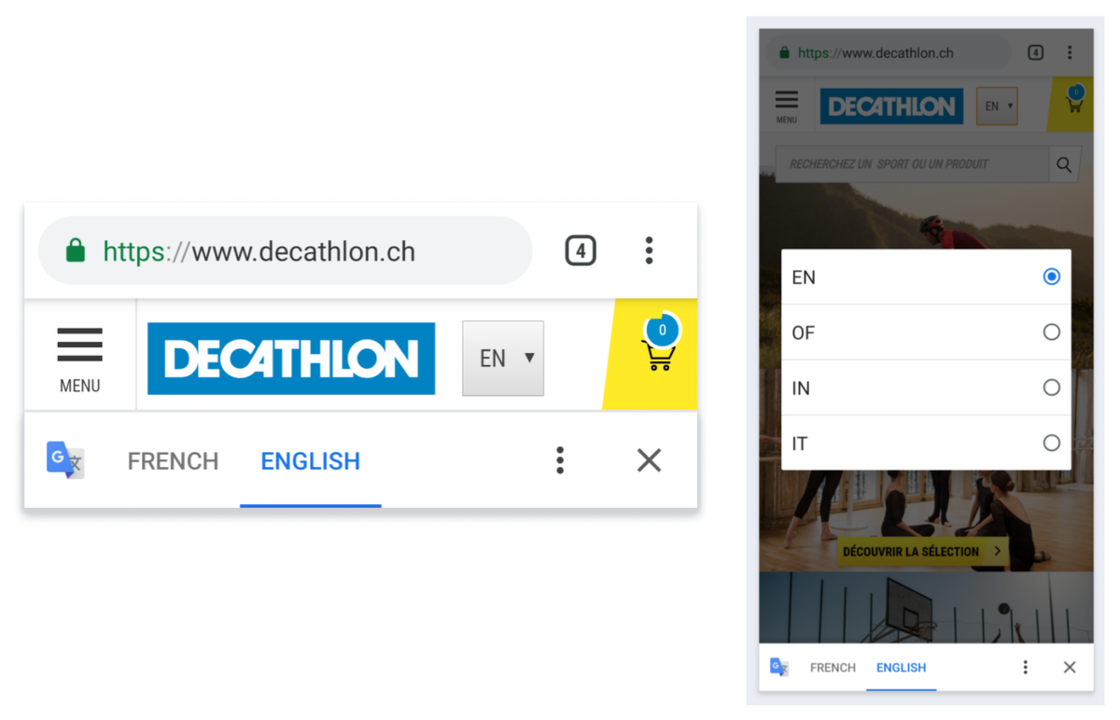 https://www.decathlon.ch
4
MENU
DECATHLON
EN
0
FRENCH
ENGLISH
https://www.decathlon.ch
4
MENU
DECATHLON
EN
0
RECHERCHEZ UN SPORT OU UN PRODUIT
EN
OF
IN
IT
DÉCOUVRIR LA SÉLECTION
FRENCH
ENGLISH